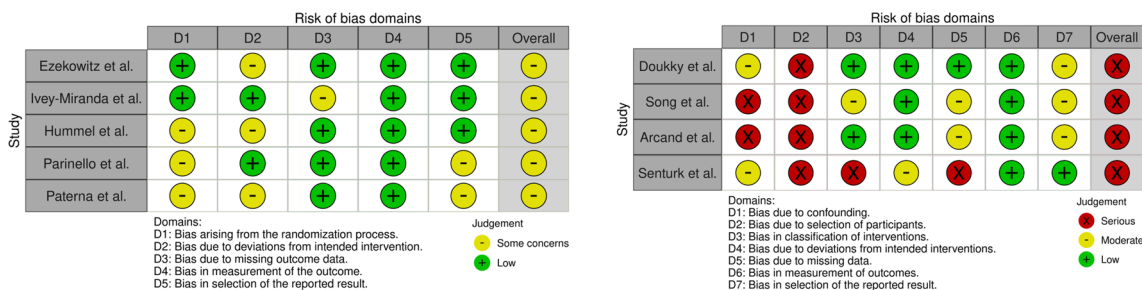 Risk of bias domains
D1 D2 D3 D4 D5 Overall
Study
Ezekowitz et al. + - + + + -
Ivey-Miranda et al. + + - + + -
Hummel et al. - - + + + -
Parinello et al. - + + + - -
Paterna et al. - - + + - -
Domains:
D1: Bias arising from the randomization process.
D2: Bias due to deviations from intended intervention.
D3: Bias due to missing outcome data.
D4: Bias in measurement of the outcome.
D5: Bias in selection of the reported result.
Judgement
- Some concerns
+ Low
Risk of bias domains
D1 D2 D3 D4 D5 D6 D7 Overall
Study
Doukky et al. - X + + + + - X
Song et al. X X - + - + - X
Arcand et al. X X + + - + - X
Senturk et al. - X X - X + + X
Domains:
D1: Bias due to confounding.
D2: Bias due to selection of participants.
D3: Bias in classification of interventions.
D4: Bias due to deviations from intended interventions.
D5: Bias due to missing data.
D6: Bias in measurement of outcomes.
D7: Bias in selection of the reported result.
Judgement
X Serious
- Moderate
+ Low